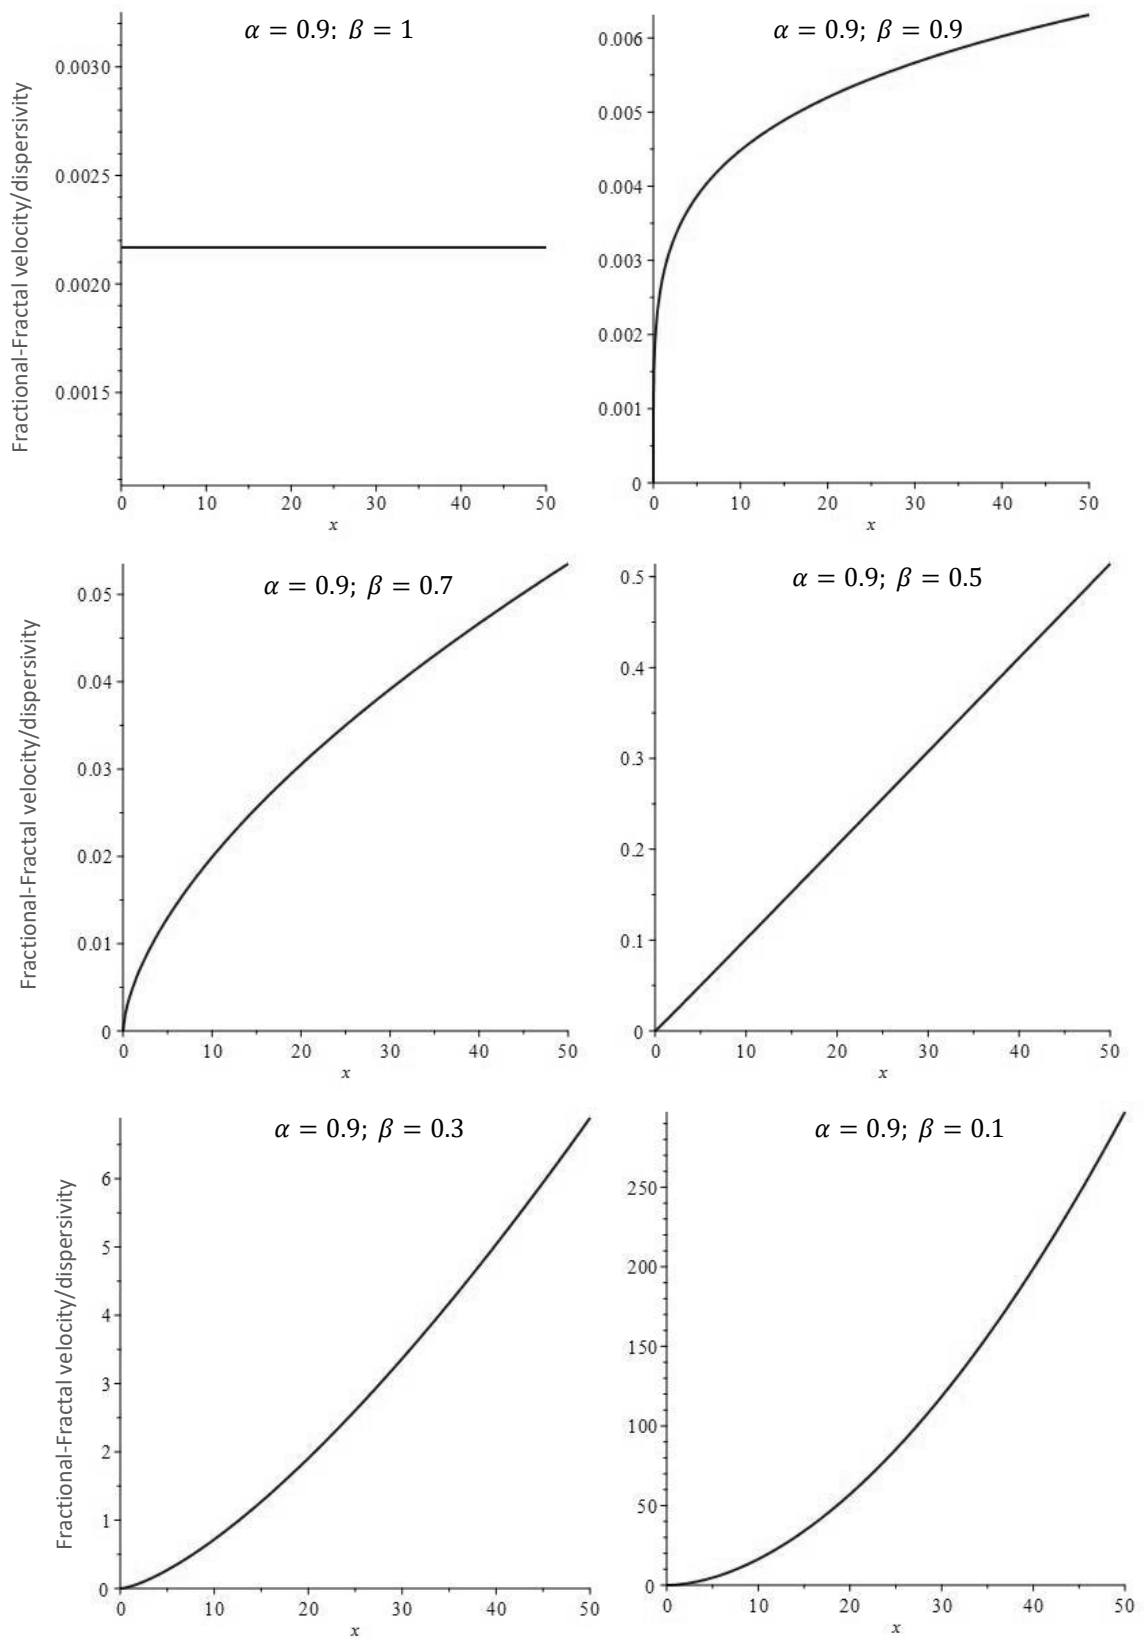 α = 0.9: β = 1
Fractional-Fractal velocity/dispersivity
0.0030
0.0025
0.0020
0.0015
0 10 20 30 40 50
x
α = 0.9; β = 0.9
0.006
0.005
0.004
0.003
0.002
0.001
0
0 10 20 30 40 50
x
α = 0.9; β = 0.7
Fractional-Fractal velocity/dispersivity
0.05
0.04
0.03
0.02
0.01
0
0 10 20 30 40 50
x
α = 0.9; β = 0.5
0.5
0.4
0.3
0.2
0.1
0
0 10 20 30 40 50
x
α = 0.9; β = 0.3
Fractional-Fractal velocity/dispersivity
6
5
4
3
2
1
0
0 10 20 30 40 50
x
α = 0.9; β = 0.1
250
200
150
100
50
0
0 10 20 30 40 50
x